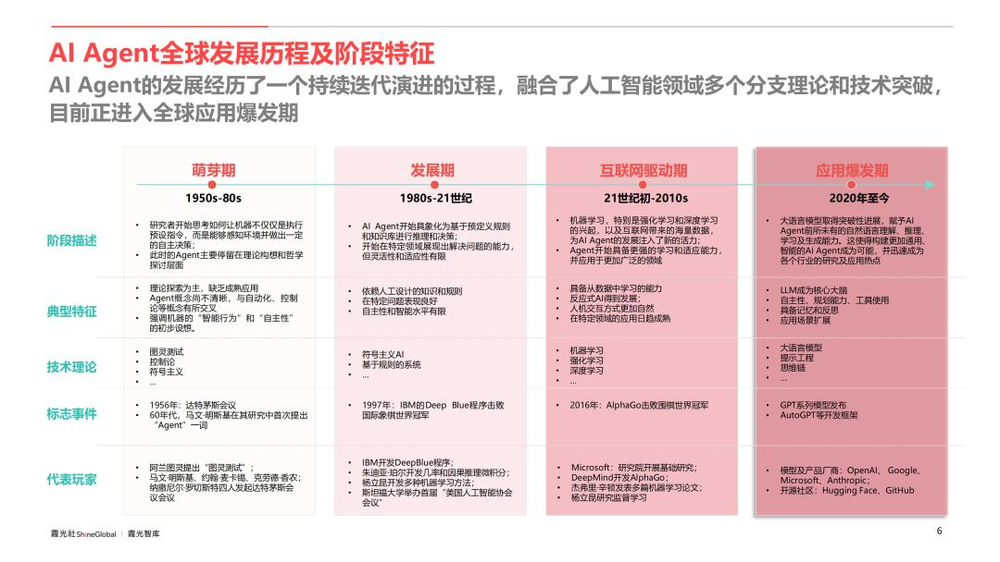 AI Agent全球发展历程及阶段特征
AI Agent的发展经历了一个持续迭代演进的过程，融合了人工智能领域多个分支理论和技术突破，
目前正进入全球应用爆发期
萌芽期
1950s-80s
发展期
1980s-21世纪
互联网驱动期
21世纪初-2010s
应用爆发期
2020年至今
阶段描述
• 研究者开始思考如何让机器不仅仅是执行
预设指令，而是能够感知环境并做出一定
的自主决策；
• 此时的Agent主要停留在理论构想和哲学
探讨层面
• AI Agent开始具象化为基于预定义规则
和知识库进行推理和决策；
• 开始在特定领域展现出解决问题的能力，
但灵活性和适应性有限
• 机器学习，特别是强化学习和深度学习
的兴起，以及互联网带来的海量数据，
为AI Agent的发展注入了新的活力；
• Agent开始具备更强的学习和适应能力，
并应用于更加广泛的领域
• 大语言模型取得突破性进展，赋予AI
Agent前所未有的自然语言理解、推理、
学习及生成能力。这使得构建更加通用、
智能的AI Agent成为可能，并迅速成为
各个行业的研究及应用热点
典型特征
• 理论探索为主，缺乏成熟应用
• Agent概念尚不清晰，与自动化、控制
论等概念有所交叉
• 强调机器的“智能行为”和“自主性”
的初步设想。
• 依赖人工设计的知识和规则
• 在特定问题表现良好
• 自主性和智能水平有限
• 具备从数据中学习的能力
• 反应式AI得到发展；
• 人机交互方式更加自然
• 在特定领域的应用日趋成熟
• LLM成为核心大脑
• 自主性、规划能力、工具使用
• 具备记忆和反思
• 应用场景扩展
技术理论
• 图灵测试
• 控制论
• 符号主义
• ...
• 符号主义AI
• 基于规则的系统
• ...
• 机器学习
• 强化学习
• 深度学习
• ...
• 大语言模型
• 提示工程
• 思维链
• ...
标志事件
• 1956年：达特茅斯会议
• 60年代，马文·明斯基在其研究中首次提出
“Agent”一词
• 1997年：IBM的Deep Blue程序击败
国际象棋世界冠军
• 2016年：AlphaGo击败围棋世界冠军
• GPT系列模型发布
• AutoGPT等开发框架
代表玩家
• 阿兰图灵提出“图灵测试”；
• 马文·明斯基、约翰·麦卡锡、克劳德·香农；
纳撒尼尔·罗切斯特四人发起达特茅斯会
议会议
• IBM开发DeepBlue程序；
• 朱迪亚·珀尔开发几率和因果推理微积分；
• 杨立昆开发多种机器学习方法；
• 斯坦福大学举办首届“美国人工智能协会
会议”
• Microsoft：研究院开展基础研究；
• DeepMind开发AlphaGo；
• 杰弗里·辛顿发表多篇机器学习论文；
• 杨立昆研究监督学习
• 模型及产品厂商：OpenAI、 Google、
Microsoft、Anthropic；
• 开源社区：Hugging Face、GitHub
霞光社ShineGlobal | 霞光智库
6